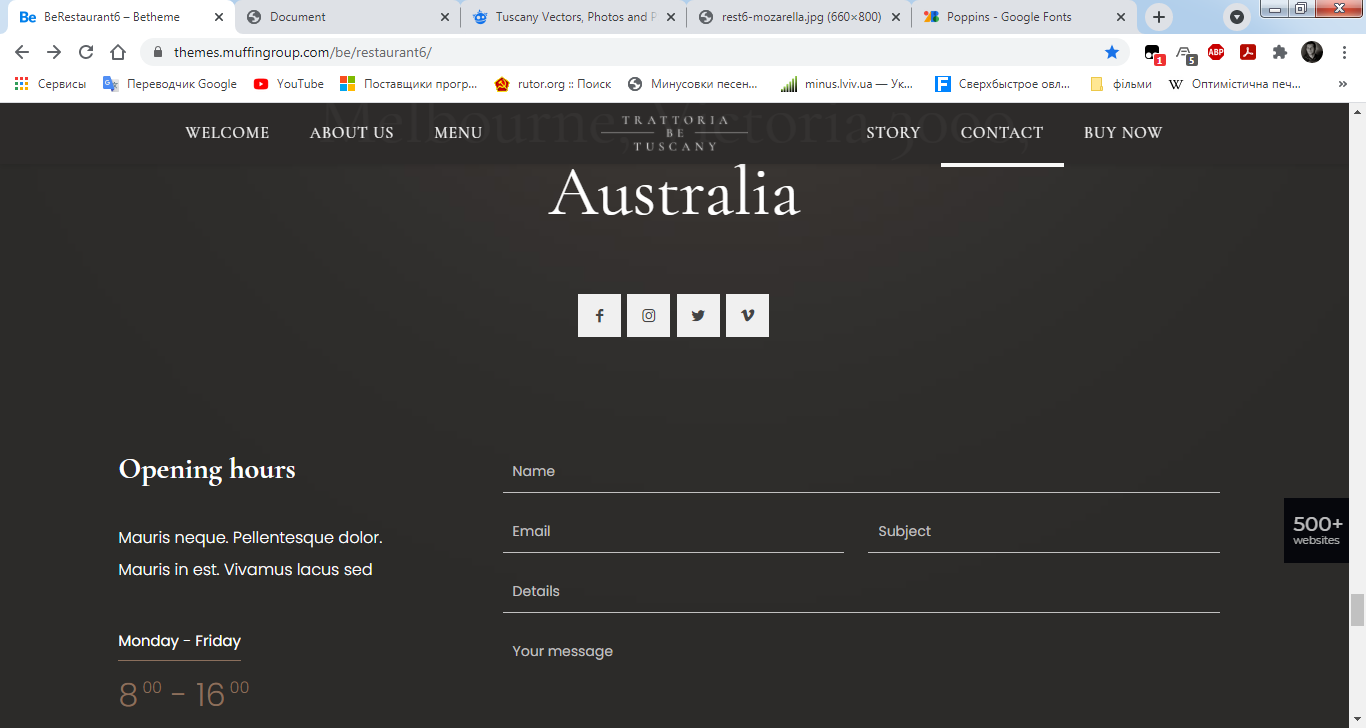 BeRestaurant6 – Betheme
Document
Tuscany Vectors, Photos and P
rest6-mozarella.jpg (660×800)
Poppins - Google Fonts
themes.muffingroup.com/be/restaurant6/
1
5
ABP
Сервисы
Переводчик Google
YouTube
Поставщики прогр...
rutor.org :: Поиск
Минусовки песен...
minus.lviv.ua — Ук...
Сверхбыстрое овл...
фільми
Оптимістична печ...
Melbourne, Victoria 3000,
WELCOME
ABOUT US
MENU
TRATTORIA
BE
TUSCANY
STORY
CONTACT
BUY NOW
Australia
Opening hours
Mauris neque. Pellentesque dolor.
Mauris in est. Vivamus lacus sed
Monday - Friday
8 00 - 16 00
Name
Email
Subject
Details
Your message
500+
websites